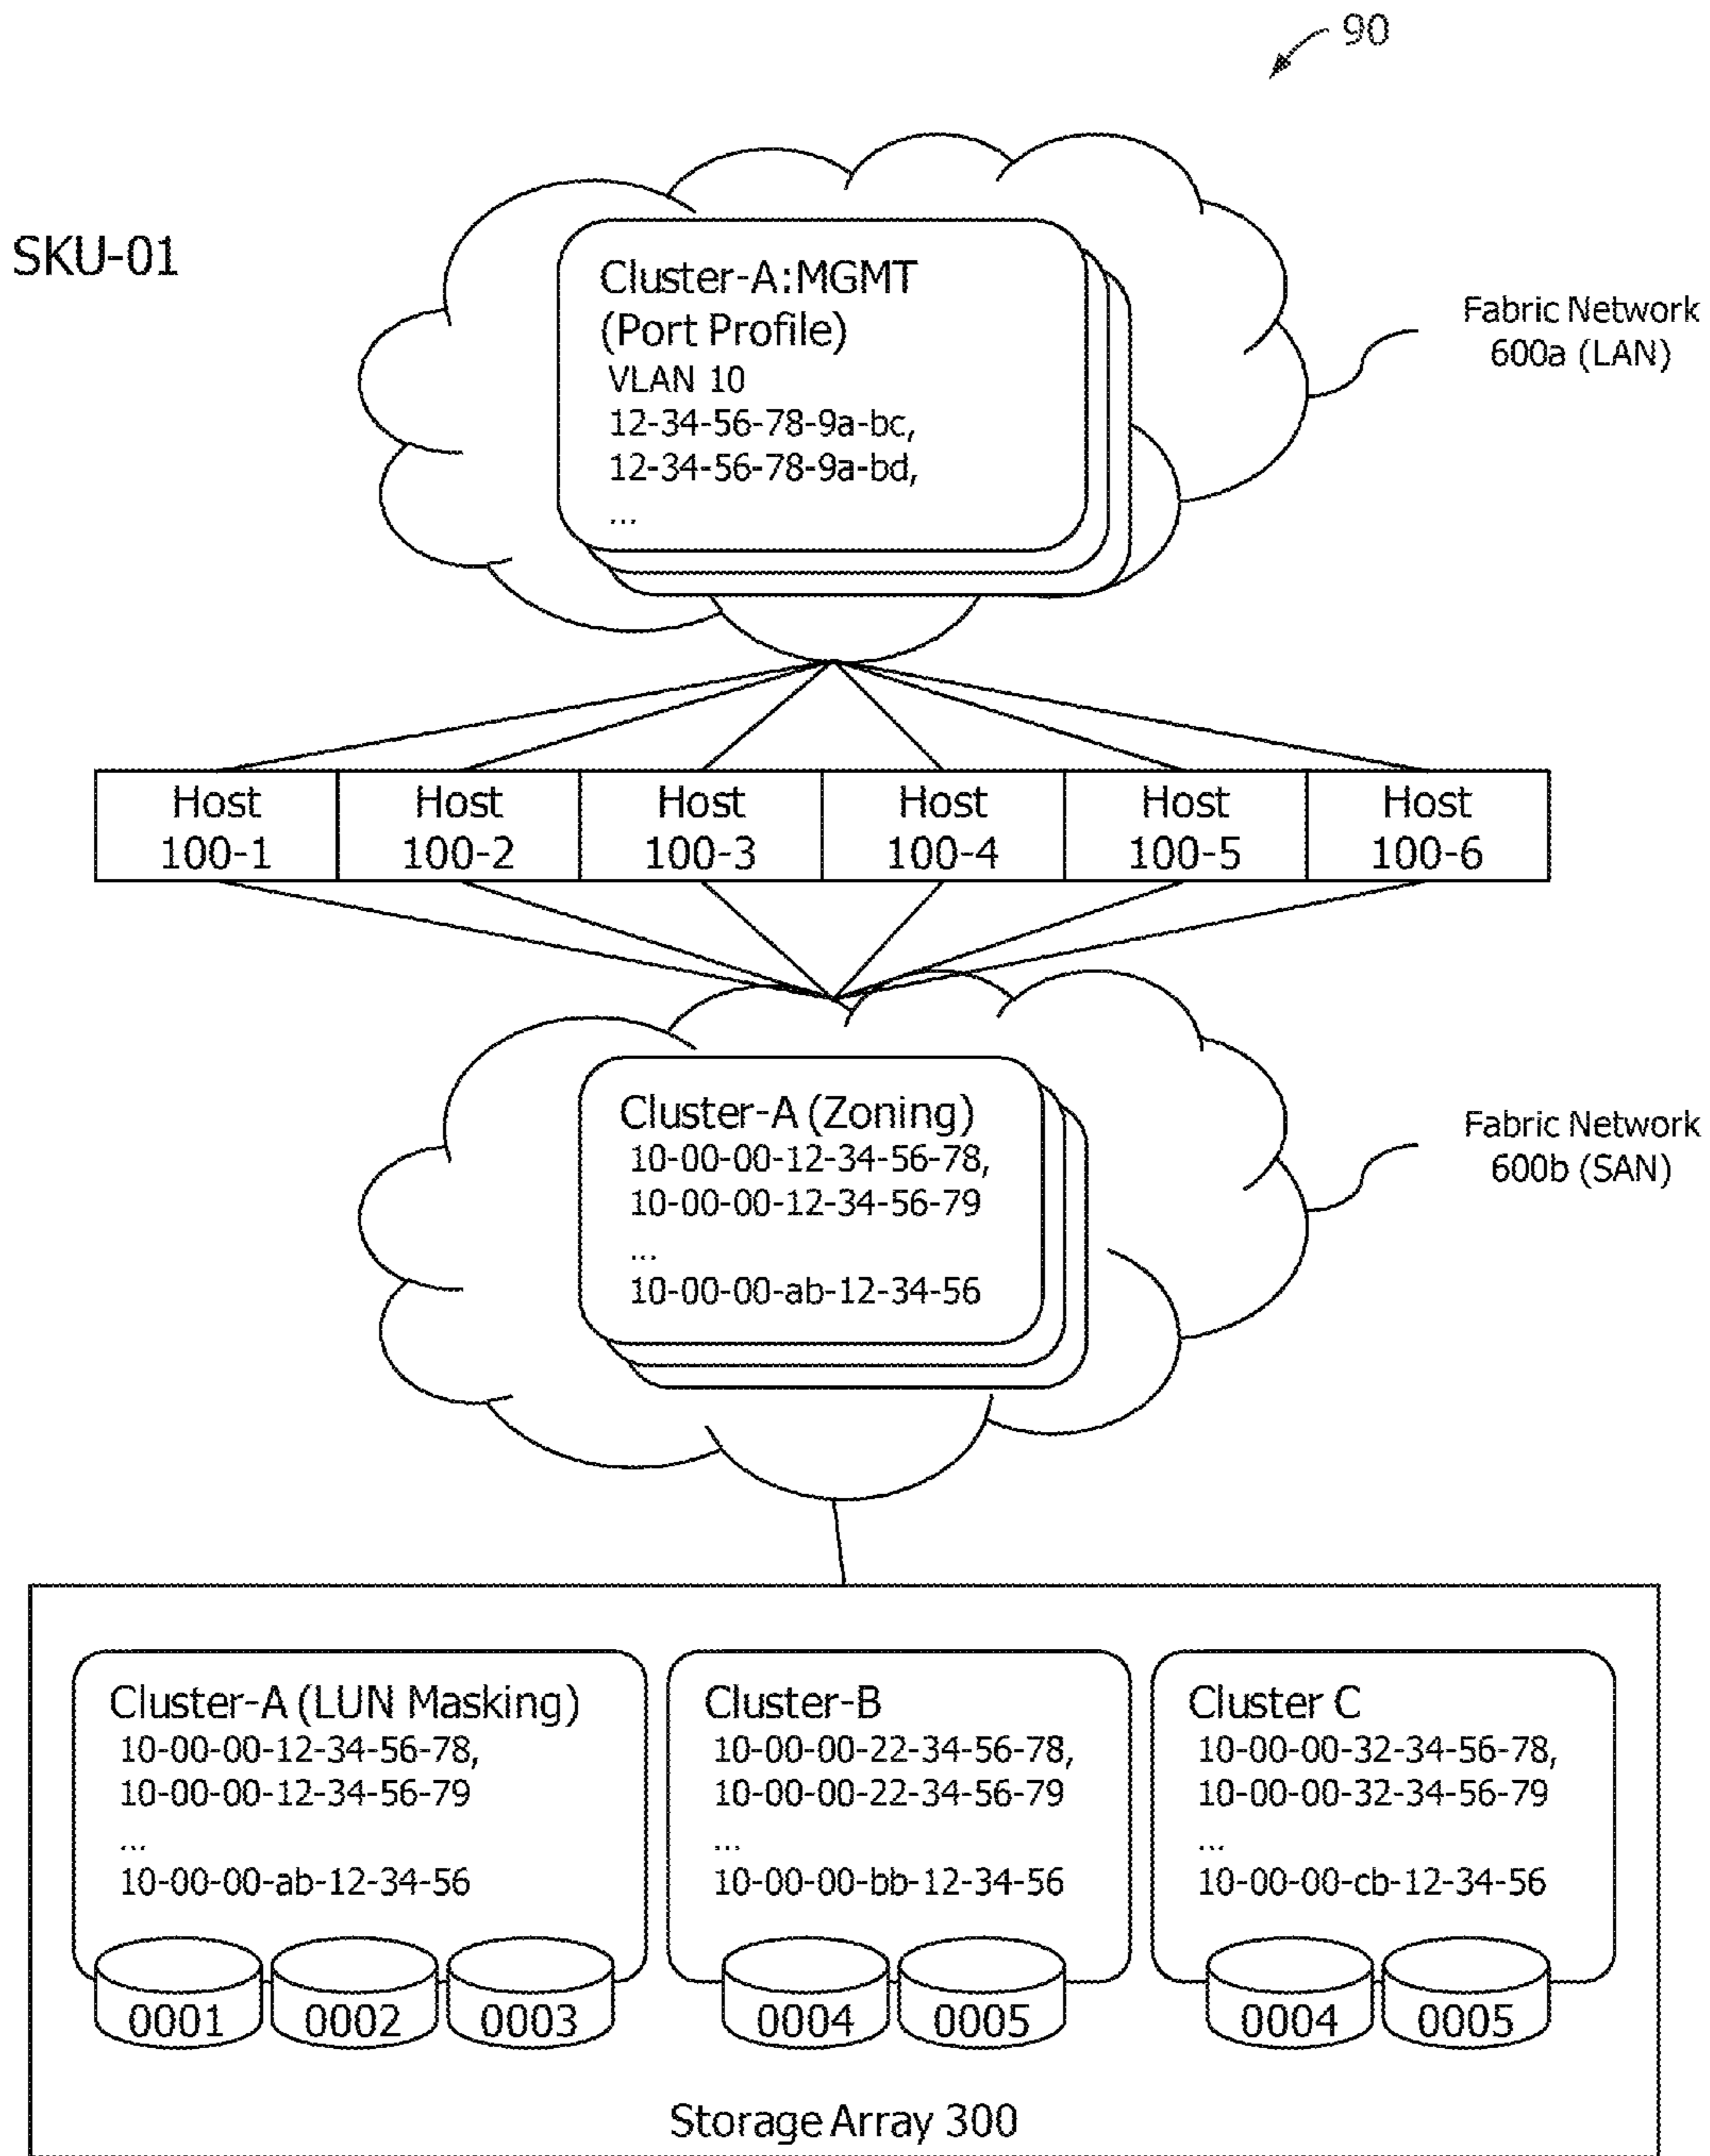 90
SKU-01
Cluster-A:MGMT
(Port Profile)
VLAN 10
12-34-56-78-9a-bc,
12-34-56-78-9a-bd,
...
Fabric Network
600a (LAN)
Host
100-1
Host
100-2
Host
100-3
Host
100-4
Host
100-5
Host
100-6
Cluster-A (Zoning)
10-00-00-12-34-56-78,
10-00-00-12-34-56-79
...
10-00-00-ab-12-34-56
Fabric Network
600b (SAN)
Cluster-A (LUN Masking)
10-00-00-12-34-56-78,
10-00-00-12-34-56-79
...
10-00-00-ab-12-34-56
0001
0002
0003
Cluster-B
10-00-00-22-34-56-78,
10-00-00-22-34-56-79
...
10-00-00-bb-12-34-56
0004
0005
Cluster C
10-00-00-32-34-56-78,
10-00-00-32-34-56-79
...
10-00-00-cb-12-34-56
0004
0005
Storage Array 300